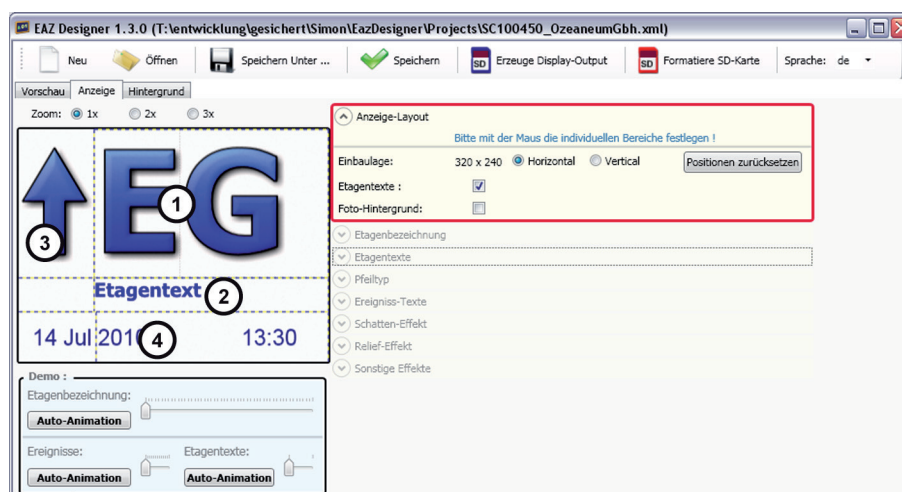 EAZ Designer 1.3.0 (T:\entwicklung\gesichert\Simon\EazDesigner\Projects\SC100450_OzeaneumGbh.xml)
Neu Öffnen Speichern Unter ... Speichern SD Erzeuge Display-Output SD Formatiere SD-Karte Sprache: de
Vorschau Anzeige Hintergrund
Zoom: 1x 2x 3x
EG
1
3
Etagentext 2
14 Jul 2010 4 13:30
Anzeige-Layout
Bitte mit der Maus die individuellen Bereiche festlegen !
Einbaulage: 320 x 240 Horizontal Vertical Positionen zurücksetzen
Etagentexte :
Foto-Hintergrund:
Etagenbezeichnung
Etagentexte
Pfeiltyp
Ereigniss-Texte
Schatten-Effekt
Relief-Effekt
Sonstige Effekte
Demo :
Etagenbezeichnung:
Auto-Animation
Ereignisse: Etagentexte:
Auto-Animation Auto-Animation